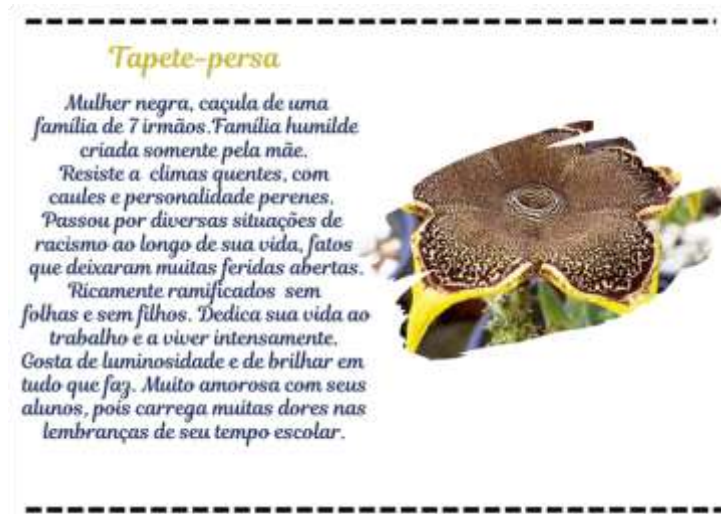 Tapete-persa
Mulher negra, caçula de uma
família de 7 irmãos.Família humilde
criada somente pela mãe.
Resiste a climas quentes, com
caules e personalidade perenes.
Passou por diversas situações de
racismo ao longo de sua vida, fatos
que deixaram muitas feridas abertas.
Ricamente ramificados sem
folhas e sem filhos. Dedica sua vida ao
trabalho e a viver intensamente.
Gosta de luminosidade e de brilhar em
tudo que faz. Muito amorosa com seus
alunos, pois carrega muitas dores nas
lembranças de seu tempo escolar.